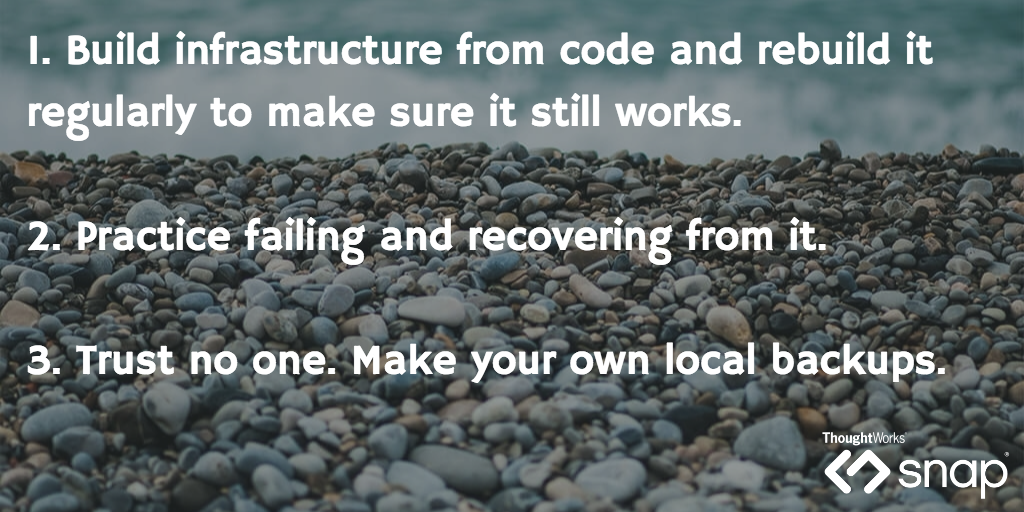 1. Build infrastructure from code and rebuild it
regularly to make sure it still works.
2. Practice failing and recovering from it.
3. Trust no one. Make your own local backups.
ThoughtWorks®
snap®